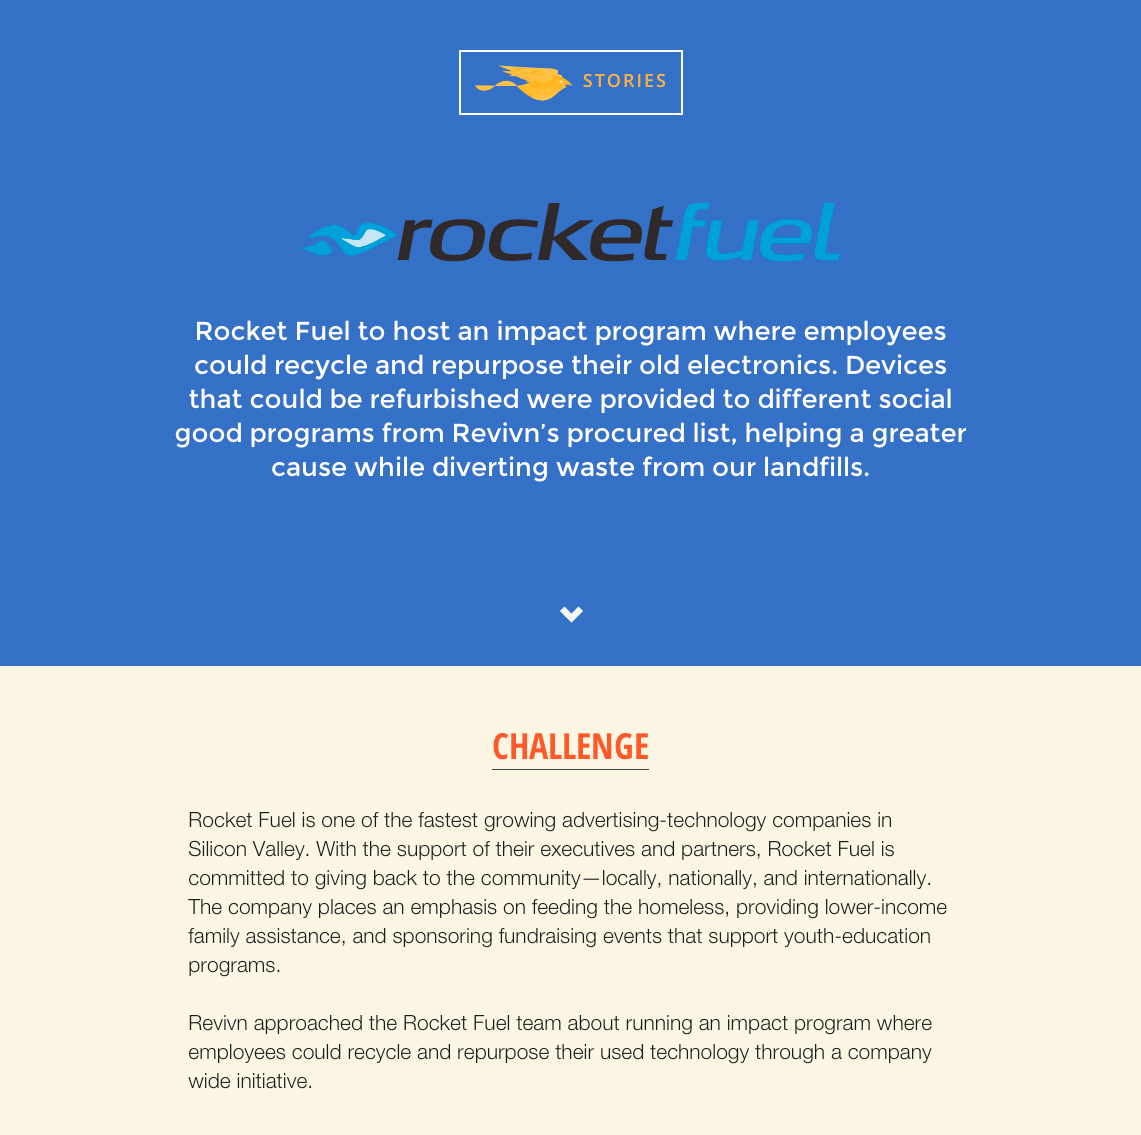 STORIES
rocketfuel
Rocket Fuel to host an impact program where employees
could recycle and repurpose their old electronics. Devices
that could be refurbished were provided to different social
good programs from Revivn’s procured list, helping a greater
cause while diverting waste from our landfills.
CHALLENGE
Rocket Fuel is one of the fastest growing advertising-technology companies in
Silicon Valley. With the support of their executives and partners, Rocket Fuel is
committed to giving back to the community—locally, nationally, and internationally.
The company places an emphasis on feeding the homeless, providing lower-income
family assistance, and sponsoring fundraising events that support youth-education
programs.
Revivn approached the Rocket Fuel team about running an impact program where
employees could recycle and repurpose their used technology through a company
wide initiative.